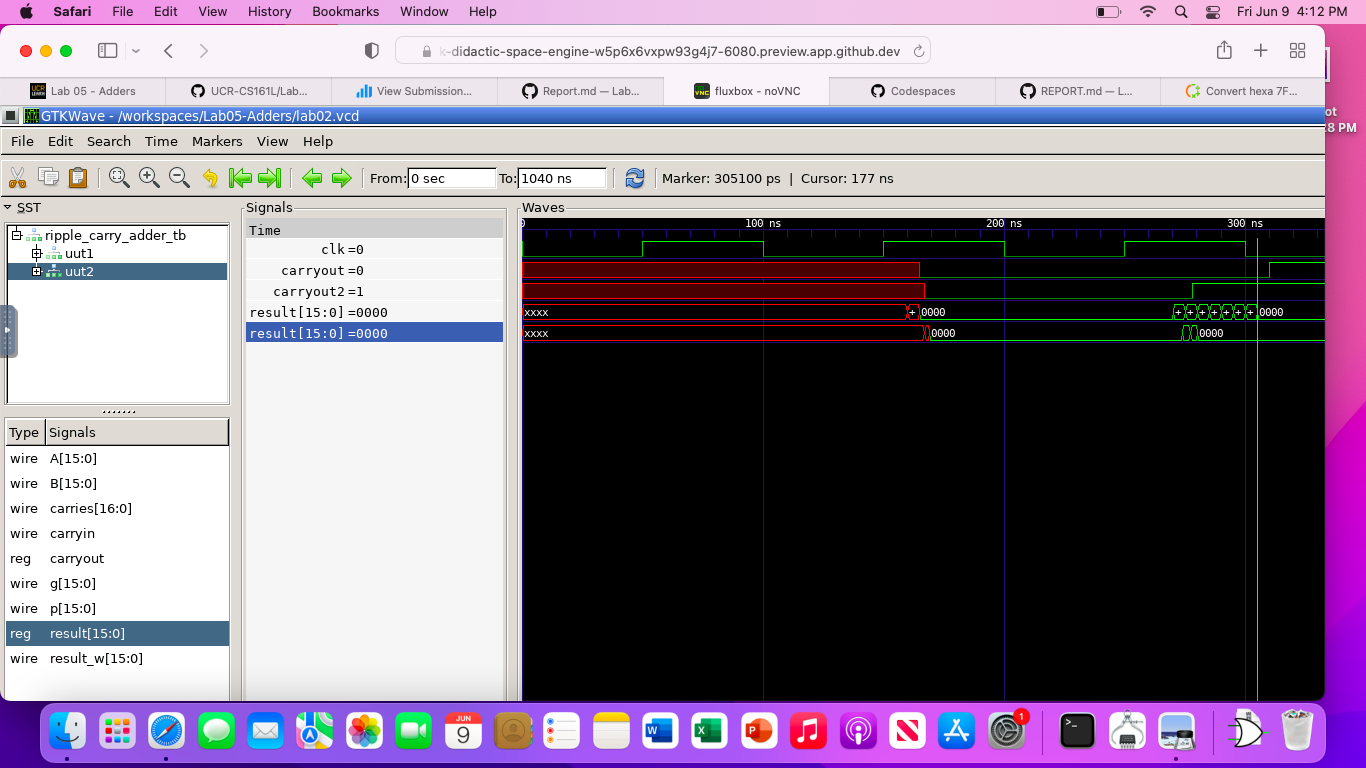 Safari File Edit View History Bookmarks Window Help Fri Jun 9 4:12 PM
k-didactic-space-engine-w5p6x6vxpw93g4j7-6080.preview.app.github.dev
Lab 05 - Adders UCR-CS161L/Lab... View Submission... Report.md — Lab... fluxbox - noVNC Codespaces REPORT.md — L... Convert hexa 7F...
GTKWave - /workspaces/Lab05-Adders/lab02.vcd
File Edit Search Time Markers View Help
From: 0 sec To: 1040 ns Marker: 305100 ps | Cursor: 177 ns
SST
ripple_carry_adder_tb
uut1
uut2
Type Signals
wire A[15:0]
wire B[15:0]
wire carries[16:0]
wire carryin
reg carryout
wire g[15:0]
wire p[15:0]
reg result[15:0]
wire result_w[15:0]
Signals
Time
clk =0
carryout =0
carryout2 =1
result[15:0] =0000
result[15:0] =0000
Waves
0 100 ns 200 ns 300 ns
xxxx + 0000 + + + + + + + 0000
xxxx 0000 0000
ot
:8 PM
JUN
9
1